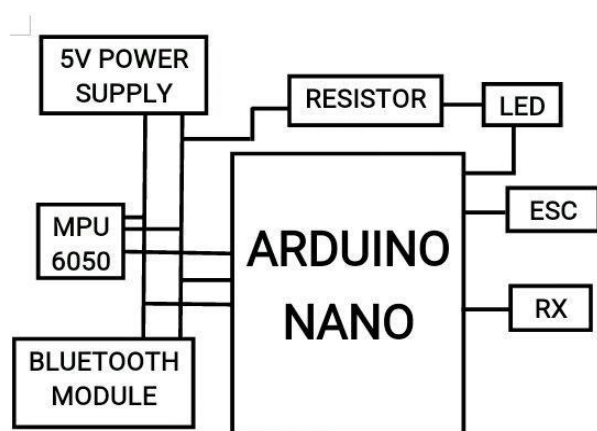 5V POWER
SUPPLY
RESISTOR
LED
MPU
6050
ARDUINO
NANO
ESC
RX
BLUETOOTH
MODULE